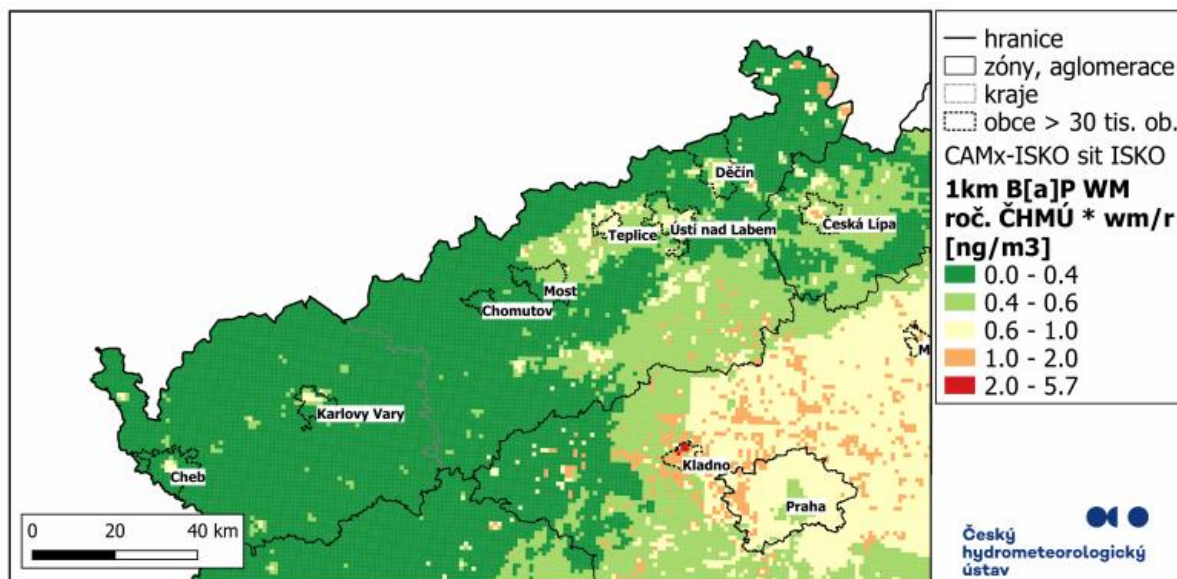 Děčín
Teplice
Ústí nad Labem
Česká Lípa
Most
Chomutov
M
Karlovy Vary
Kladno
Cheb
Praha
0 20 40 km
hranice
zóny, aglomerace
kraje
obce > 30 tis. ob.
CAMx-ISKO sit ISKO
1km B[a]P WM
roč. ČHMÚ * wm/r
[ng/m3]
0.0 - 0.4
0.4 - 0.6
0.6 - 1.0
1.0 - 2.0
2.0 - 5.7
Český
hydrometeorologický
ústav